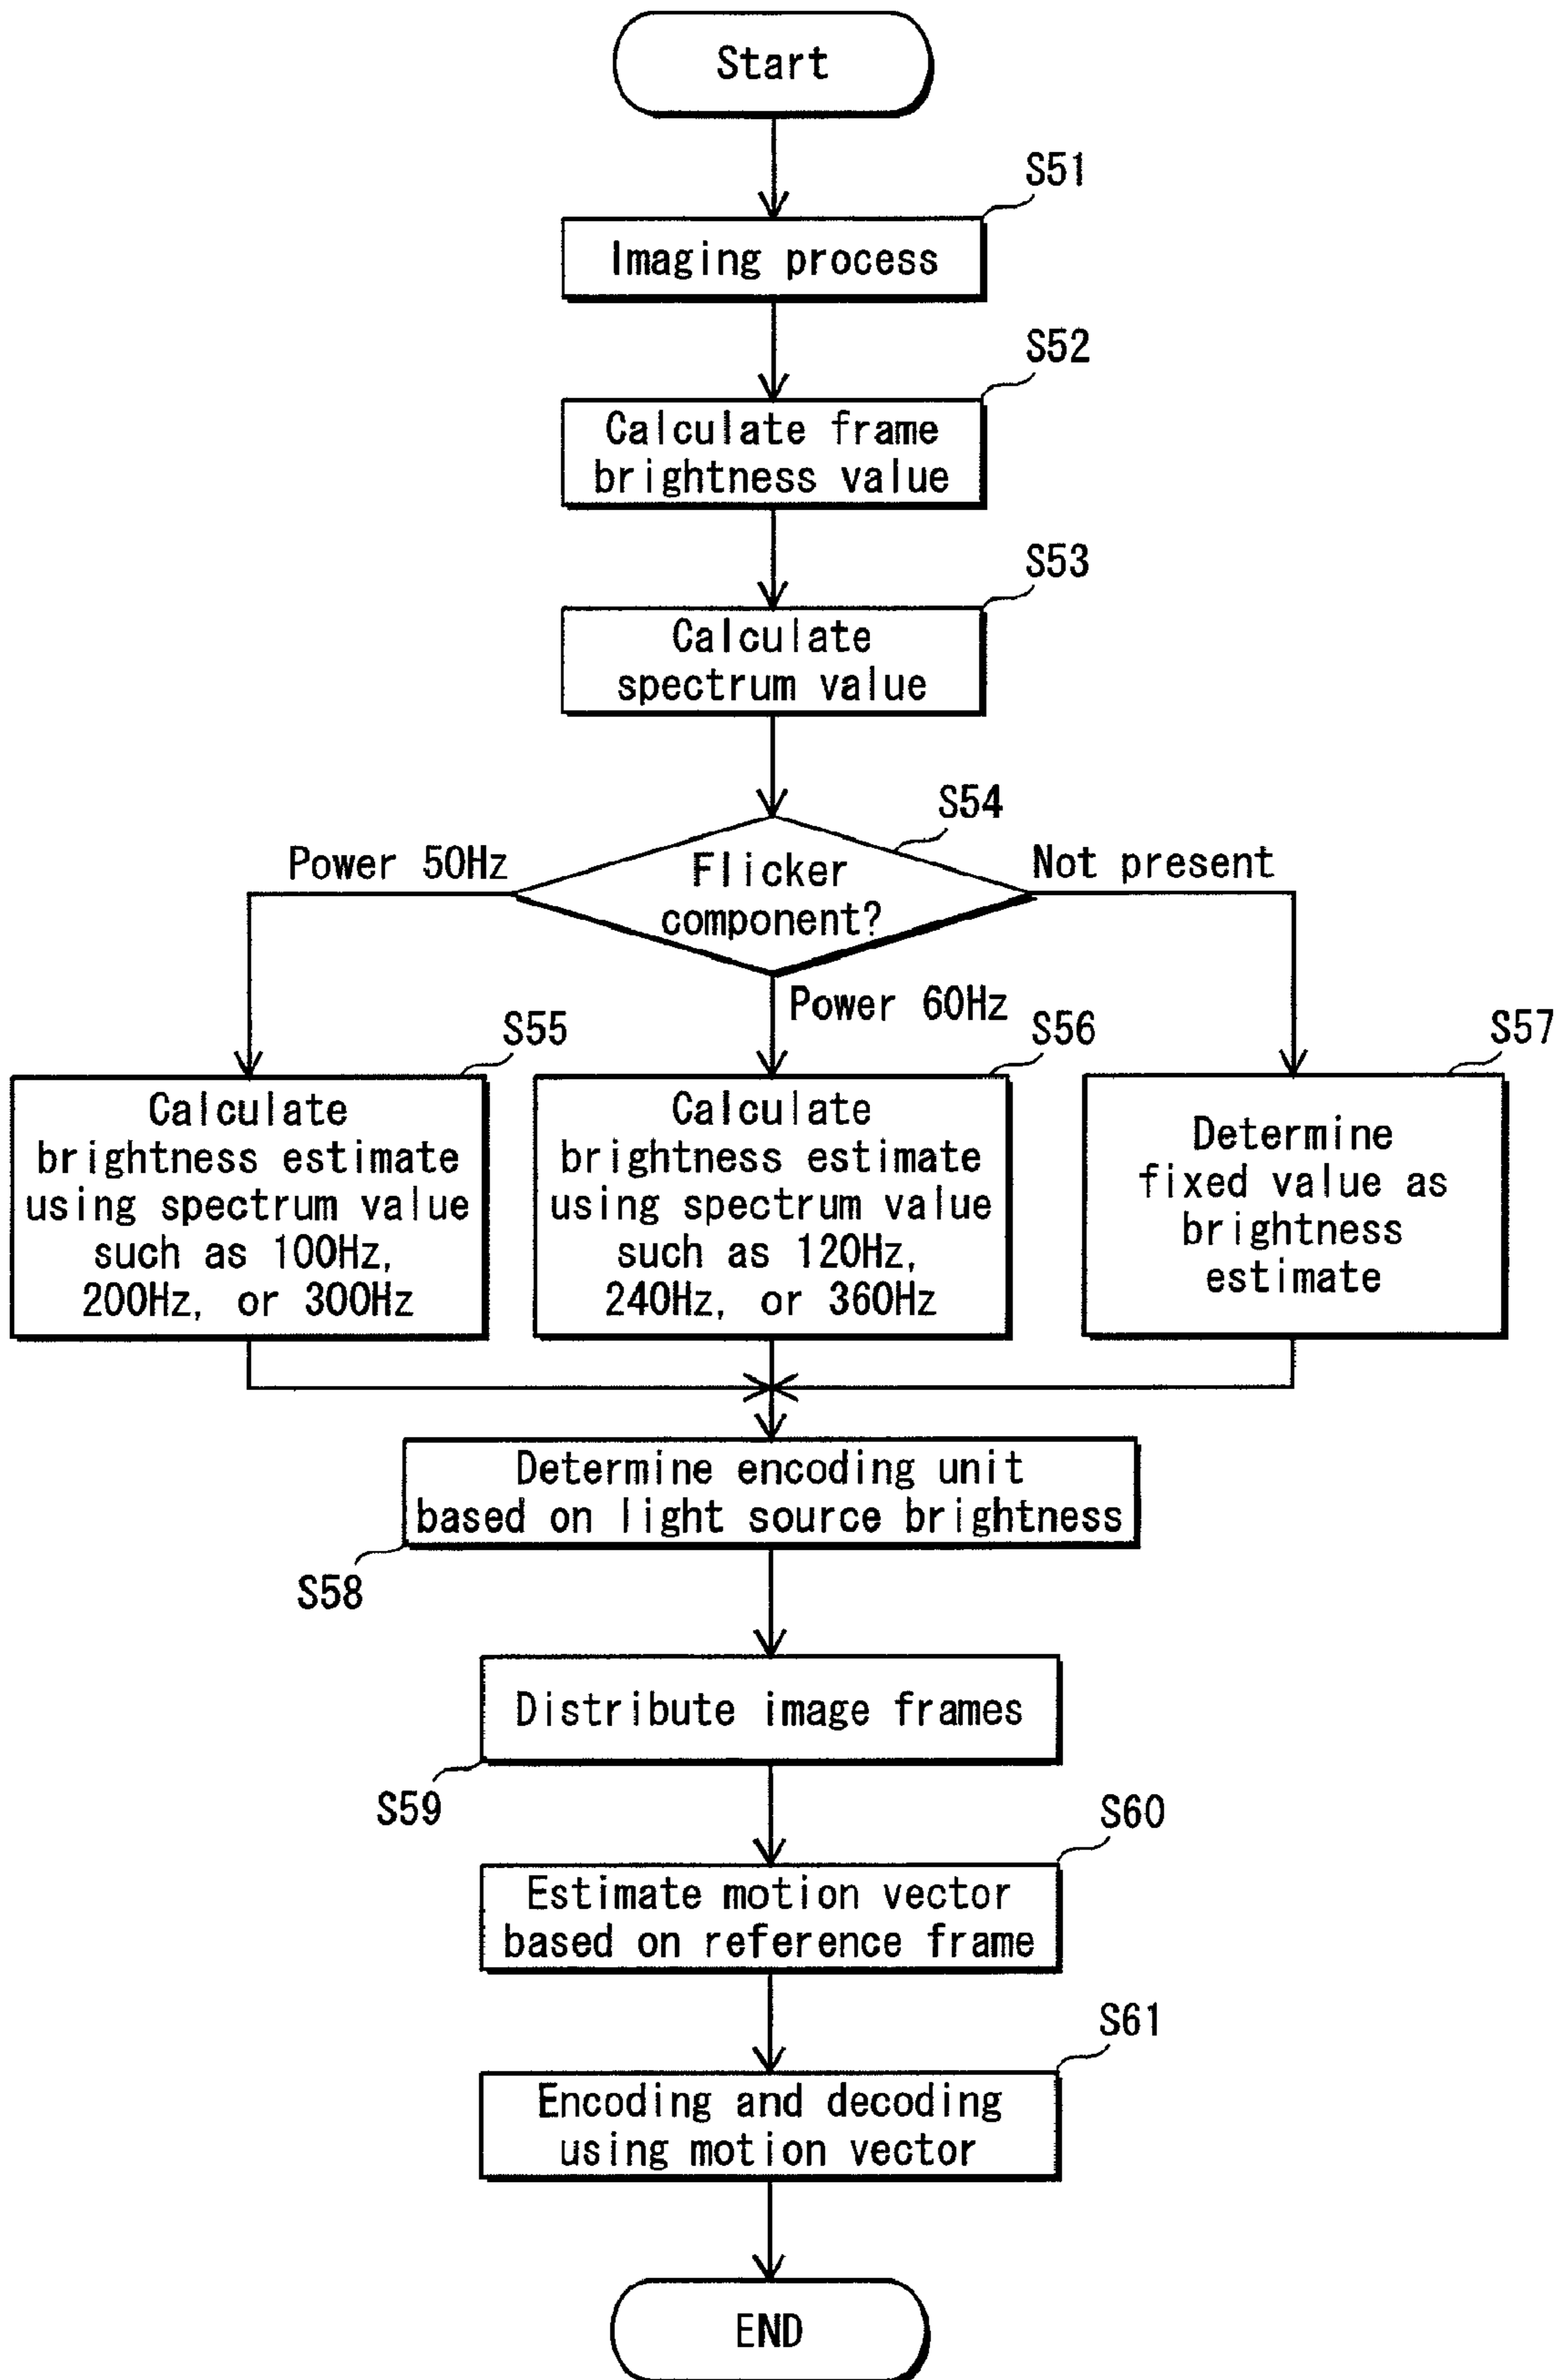 Start
S51
Imaging process
S52
Calculate frame
brightness value
S53
Calculate
spectrum value
S54
Power 50Hz
Flicker
component?
Not present
Power 60Hz
S55
S56
S57
Calculate
brightness estimate
using spectrum value
such as 100Hz,
200Hz, or 300Hz
Calculate
brightness estimate
using spectrum value
such as 120Hz,
240Hz, or 360Hz
Determine
fixed value as
brightness
estimate
Determine encoding unit
based on light source brightness
S58
Distribute image frames
S59
S60
Estimate motion vector
based on reference frame
S61
Encoding and decoding
using motion vector
END